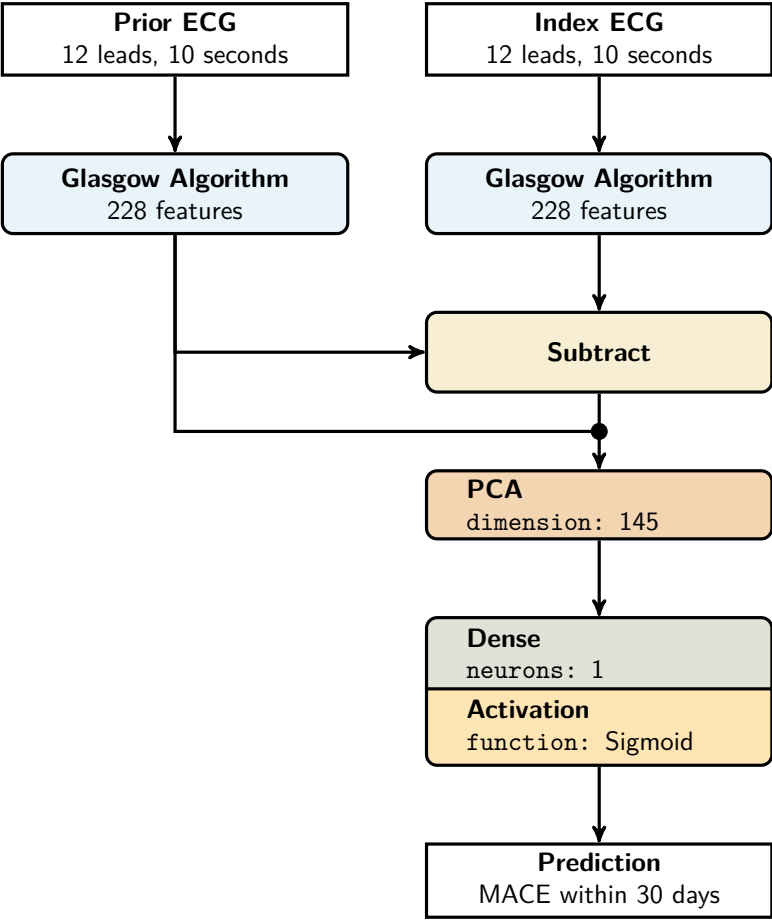 Prior ECG
12 leads, 10 seconds
Index ECG
12 leads, 10 seconds
Glasgow Algorithm
228 features
Glasgow Algorithm
228 features
Subtract
PCA
dimension: 145
Dense
neurons: 1
Activation
function: Sigmoid
Prediction
MACE within 30 days